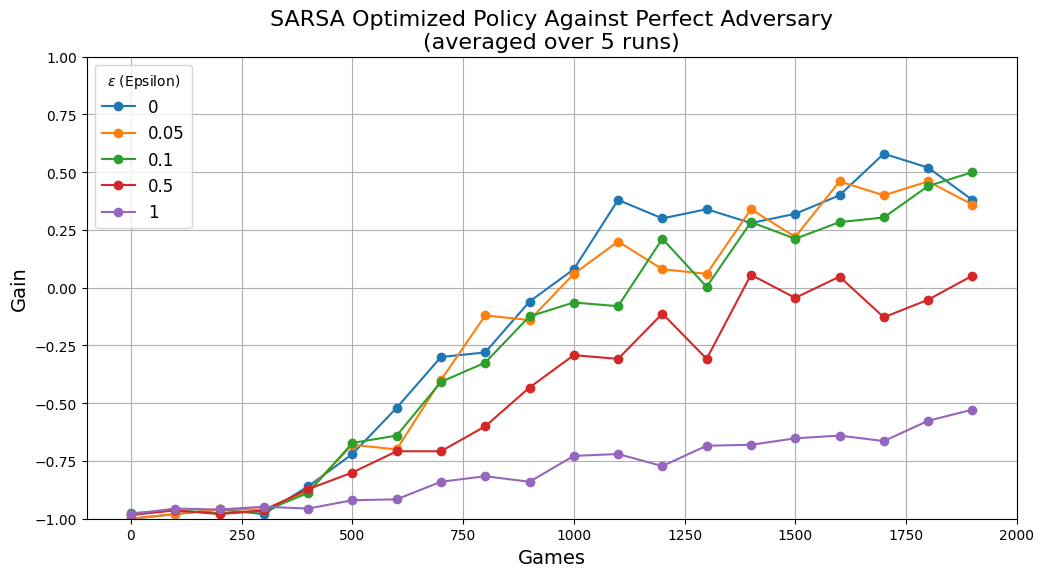 SARSA Optimized Policy Against Perfect Adversary
(averaged over 5 runs)
ε (Epsilon)
0
0.05
0.1
0.5
1
Gain
1.00
0.75
0.50
0.25
0.00
−0.25
−0.50
−0.75
−1.00
0 250 500 750 1000 1250 1500 1750 2000
Games